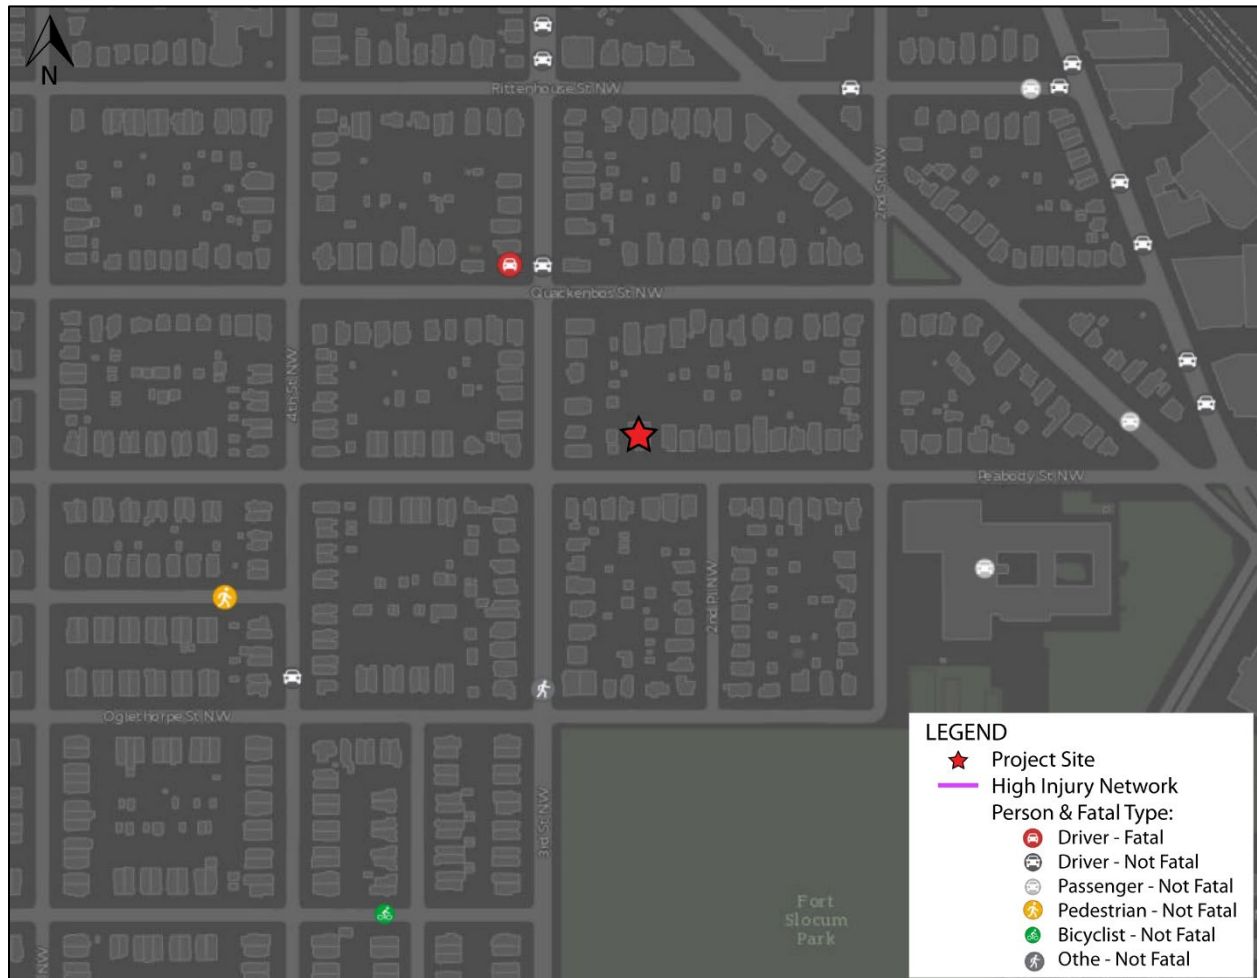 N
Rittenhouse St NW
2nd St NW
Quackenbos St NW
4th St NW
Peabody St NW
2nd Pl NW
Oglethorpe St NW
3rd St NW
Fort
Slocum
Park
NW
LEGEND
Project Site
High Injury Network
Person & Fatal Type:
Driver - Fatal
Driver - Not Fatal
Passenger - Not Fatal
Pedestrian - Not Fatal
Bicyclist - Not Fatal
Othe - Not Fatal